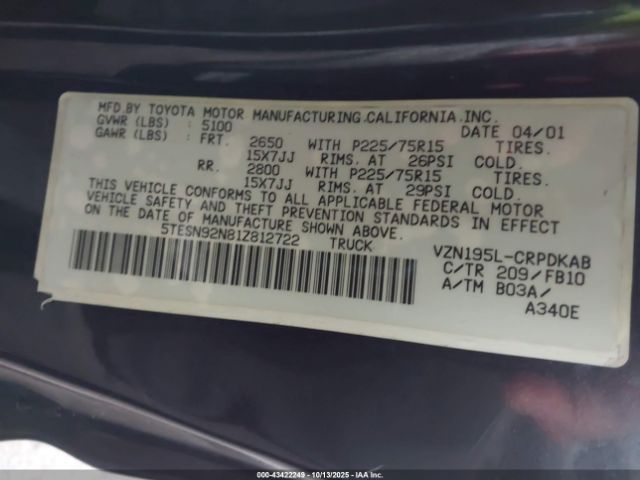 MFD.BY TOYOTA MOTOR MANUFACTURING.CALIFORNIA.INC.
GVWR (LBS) : 5100 DATE 04/01
GAWR (LBS): FRT. 2650 WITH P225/75R15 TIRES.
15X7JJ RIMS. AT 26PSI COLD.
RR. 2800 WITH P225/75R15 TIRES.
15X7JJ RIMS. AT 29PSI COLD.
THIS VEHICLE CONFORMS TO ALL APPLICABLE FEDERAL MOTOR
VEHICLE SAFETY AND THEFT PREVENTION STANDARDS IN EFFECT
ON THE DATE OF MANUFACTURE SHOWN ABOVE.
5TESN92N81Z812722 TRUCK
VZN195L-CRPDKAB
C/TR 209/FB10
A/TM B03A/
A340E
000-43422249 - 10/13/2025 - IAAI.COM